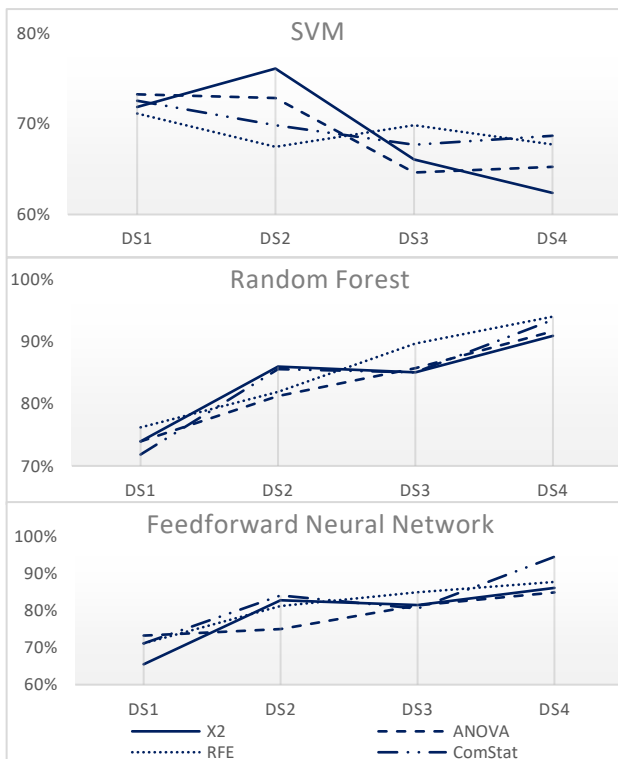 SVM
80%
70%
60%
DS1 DS2 DS3 DS4
Random Forest
100%
90%
80%
70%
DS1 DS2 DS3 DS4
Feedforward Neural Network
100%
90%
80%
70%
60%
DS1 DS2 DS3 DS4
X2 ANOVA
RFE ComStat